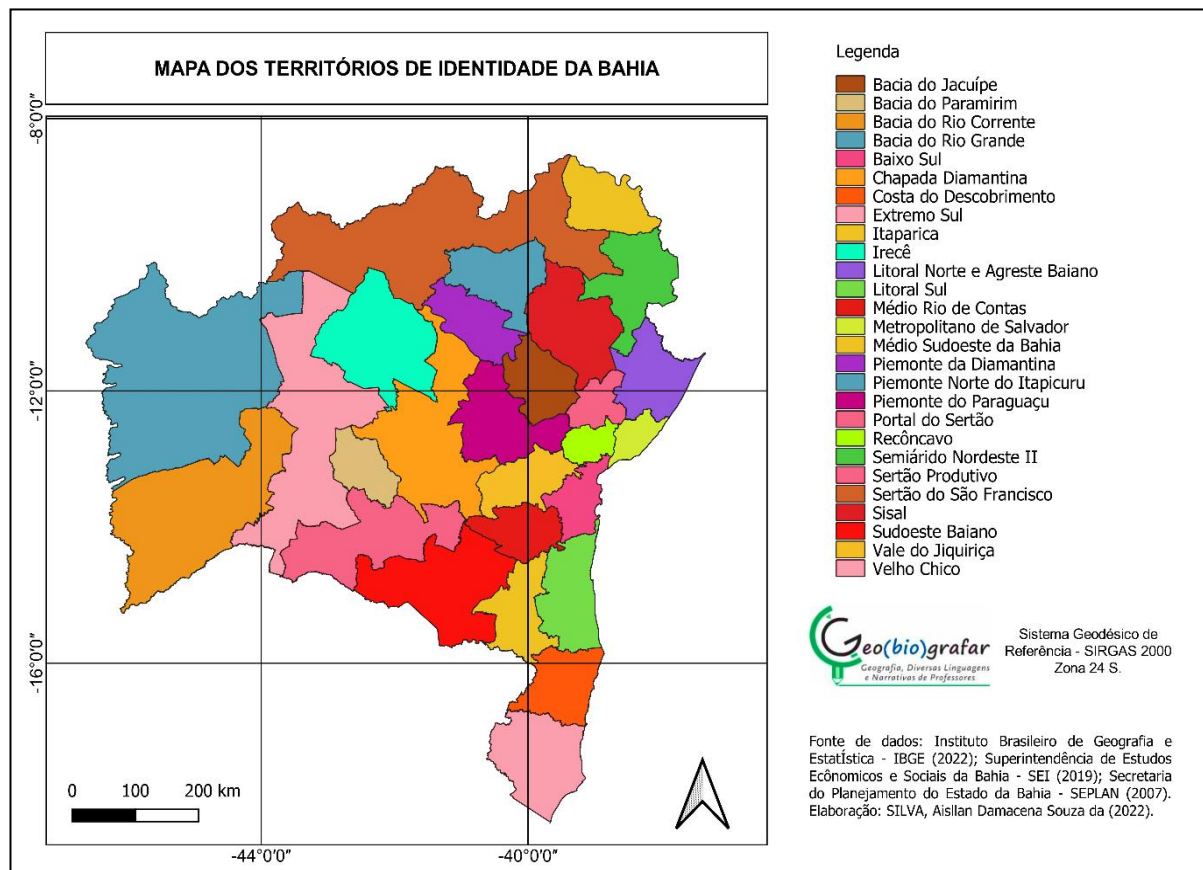 MAPA DOS TERRITÓRIOS DE IDENTIDADE DA BAHIA
-8°0′0″
-12°0′0″
-16°0′0″
-44°0′0″
-40°0′0″
0 100 200 km
Legenda
Bacia do Jacuípe
Bacia do Paramirim
Bacia do Rio Corrente
Bacia do Rio Grande
Baixo Sul
Chapada Diamantina
Costa do Descobrimento
Extremo Sul
Itaparica
Irecê
Litoral Norte e Agreste Baiano
Litoral Sul
Médio Rio de Contas
Metropolitano de Salvador
Médio Sudoeste da Bahia
Piemonte da Diamantina
Piemonte Norte do Itapicuru
Piemonte do Paraguaçu
Portal do Sertão
Recôncavo
Semiárido Nordeste II
Sertão Produtivo
Sertão do São Francisco
Sisal
Sudoeste Baiano
Vale do Jiquiriça
Velho Chico
Geo(bio)grafar
Geografia, Diversas Linguagens
e Narrativas de Professores
Sistema Geodésico de
Referência - SIRGAS 2000
Zona 24 S.
Fonte de dados: Instituto Brasileiro de Geografia e
Estatística - IBGE (2022); Superintendência de Estudos
Ecônomicos e Sociais da Bahia - SEI (2019); Secretaria
do Planejamento do Estado da Bahia - SEPLAN (2007).
Elaboração: SILVA, Aisllan Damacena Souza da (2022).